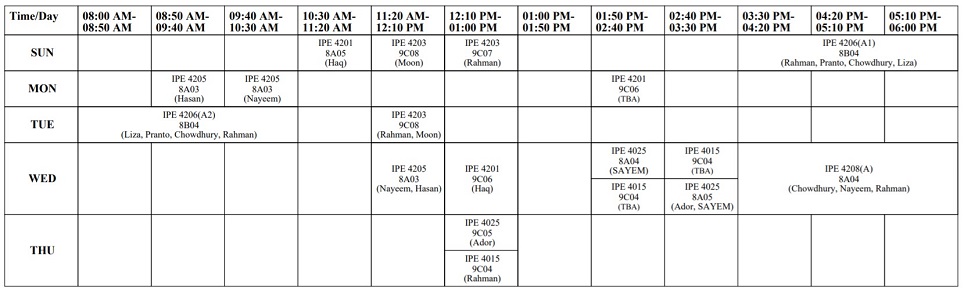 Time/Day 08:00 AM- 08:50 AM- 09:40 AM- 10:30 AM- 11:20 AM- 12:10 PM- 01:00 PM- 01:50 PM- 02:40 PM- 03:30 PM- 04:20 PM- 05:10 PM-
08:50 AM 09:40 AM 10:30 AM 11:20 AM 12:10 PM 01:00 PM 01:50 PM 02:40 PM 03:30 PM 04:20 PM 05:10 PM 06:00 PM
SUN
IPE 4201
8A05
(Haq)
IPE 4203
9C08
(Moon)
IPE 4203
9C07
(Rahman)
IPE 4206(A1)
8B04
(Rahman, Pranto, Chowdhury, Liza)
MON
IPE 4205
8A03
(Hasan)
IPE 4205
8A03
(Nayeem)
IPE 4201
9C06
(TBA)
TUE
IPE 4206(A2)
8B04
(Liza, Pranto, Chowdhury, Rahman)
IPE 4203
9C08
(Rahman, Moon)
WED
IPE 4205
8A03
(Nayeem, Hasan)
IPE 4201
9C06
(Haq)
IPE 4025
8A04
(SAYEM)
IPE 4015
9C04
(TBA)
IPE 4015
9C04
(TBA)
IPE 4025
8A05
(Ador, SAYEM)
IPE 4208(A)
8A04
(Chowdhury, Nayeem, Rahman)
THU
IPE 4025
9C05
(Ador)
IPE 4015
9C04
(Rahman)